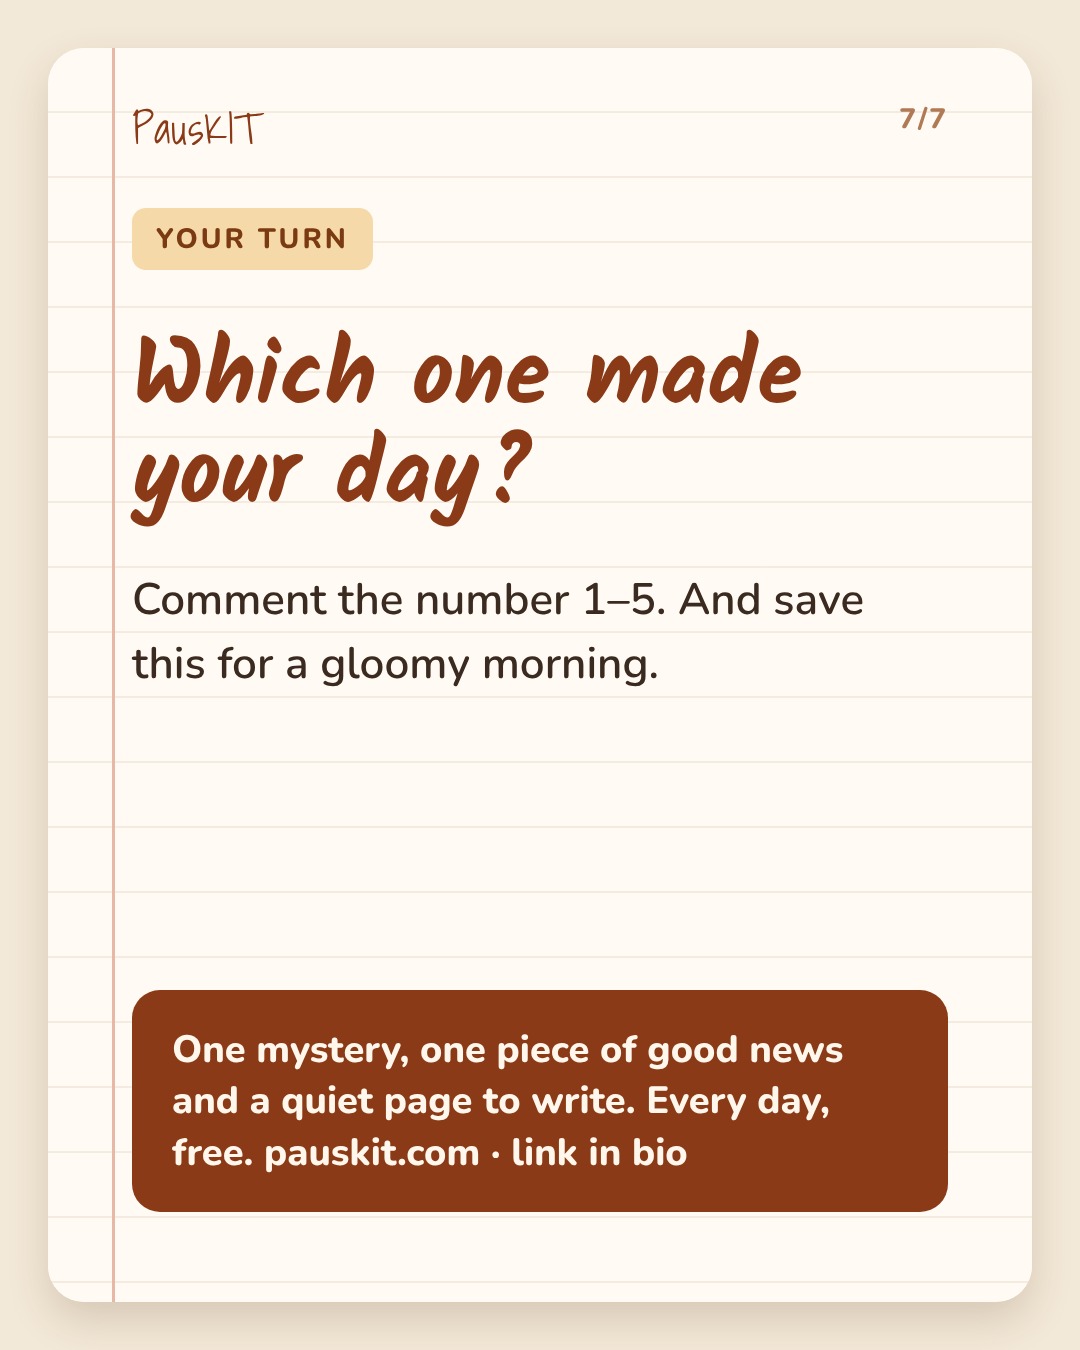 PausKIT
7/7
YOUR TURN
Which one made
your day?
Comment the number 1–5. And save
this for a gloomy morning.
One mystery, one piece of good news
and a quiet page to write. Every day,
free. pauskit.com · link in bio